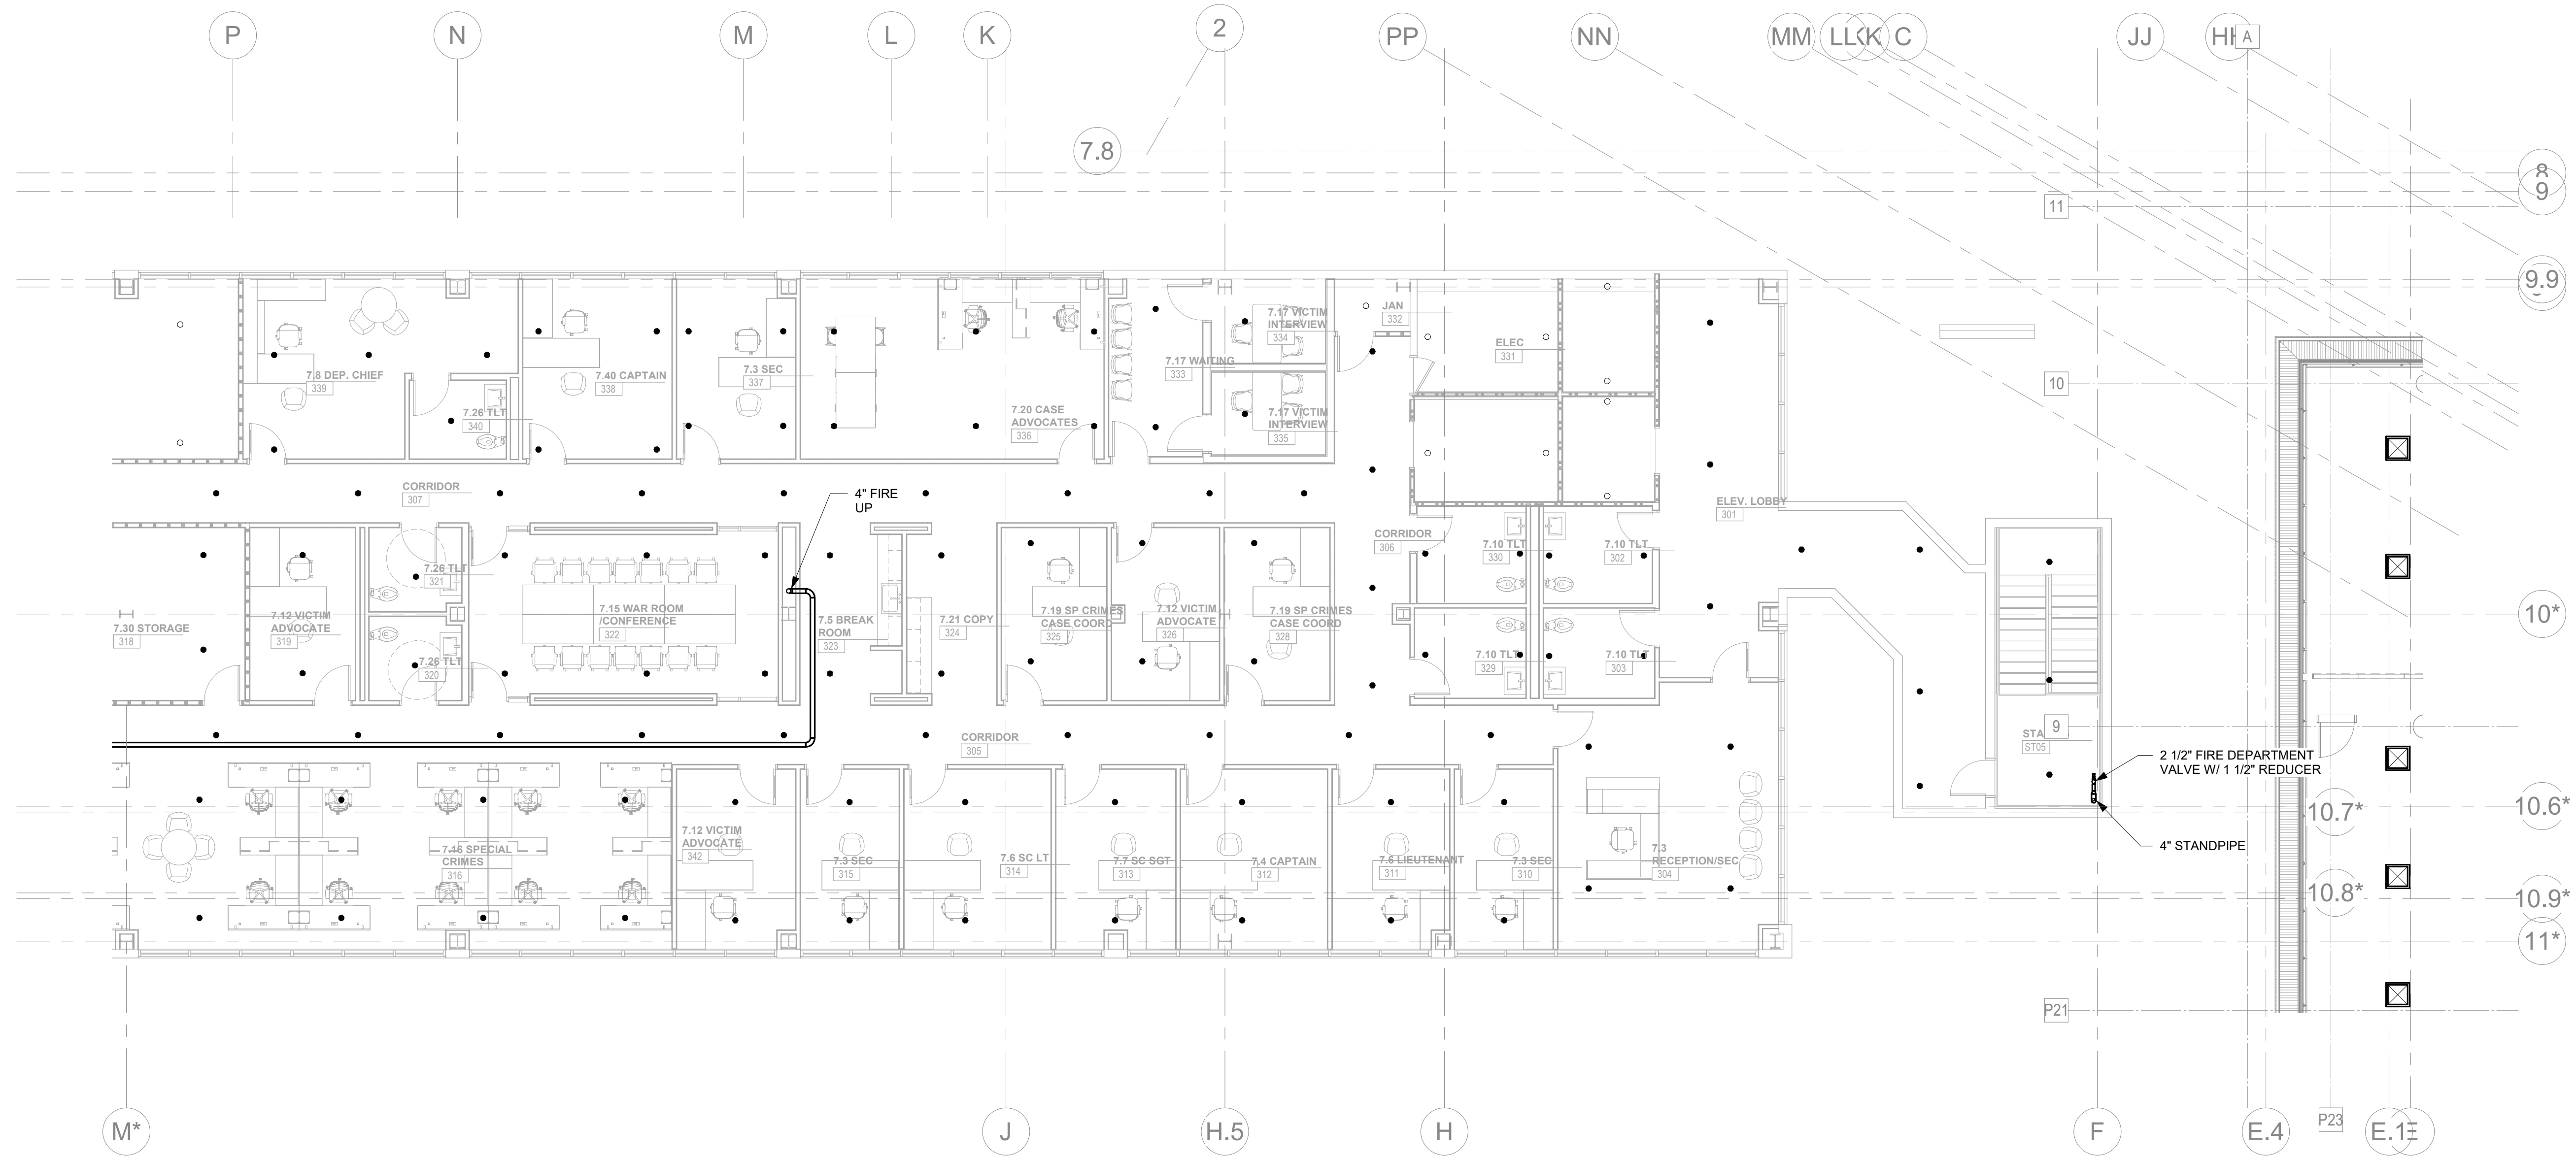 P
N
M
L
K
2
PP
NN
MM
C
JJ
A
7.8
8
9
11
9.9
10
JAN
332
7.17 VICTIM
INTERVIEW
334
ELEC
331
7.17 WAITING
333
7.3 SEC
337
7.8 DEP. CHIEF
339
7.40 CAPTAIN
338
7.26 TLT
340
7.20 CASE
ADVOCATES
336
7.17 VICTIM
INTERVIEW
335
CORRIDOR
307
4" FIRE
UP
ELEV. LOBBY
301
CORRIDOR
306
7.10 TLT
330
7.10 TLT
302
7.26 TLT
321
7.30 STORAGE
318
7.12 VICTIM
ADVOCATE
319
7.15 WAR ROOM
/CONFERENCE
322
7.5 BREAK
ROOM
323
7.21 COPY
324
7.19 SP CRIMES
CASE COORD
325
7.12 VICTIM
ADVOCATE
326
7.19 SP CRIMES
CASE COORD
328
10*
7.26 TLT
320
7.10 TLT
329
7.10 TLT
303
9
ST05
CORRIDOR
305
2 1/2" FIRE DEPARTMENT
VALVE W/ 1 1/2" REDUCER
10.7*
10.6*
4" STANDPIPE
7.12 VICTIM
ADVOCATE
342
7.16 SPECIAL
CRIMES
316
7.3 SEC
315
7.6 SC LT
314
7.7 SC SGT
313
7.4 CAPTAIN
312
7.6 LIEUTENANT
311
7.3 SEC
310
7.3
RECEPTION/SEC
304
10.8*
10.9*
11*
P21
M*
J
H.5
H
F
E.4
P23
E.1